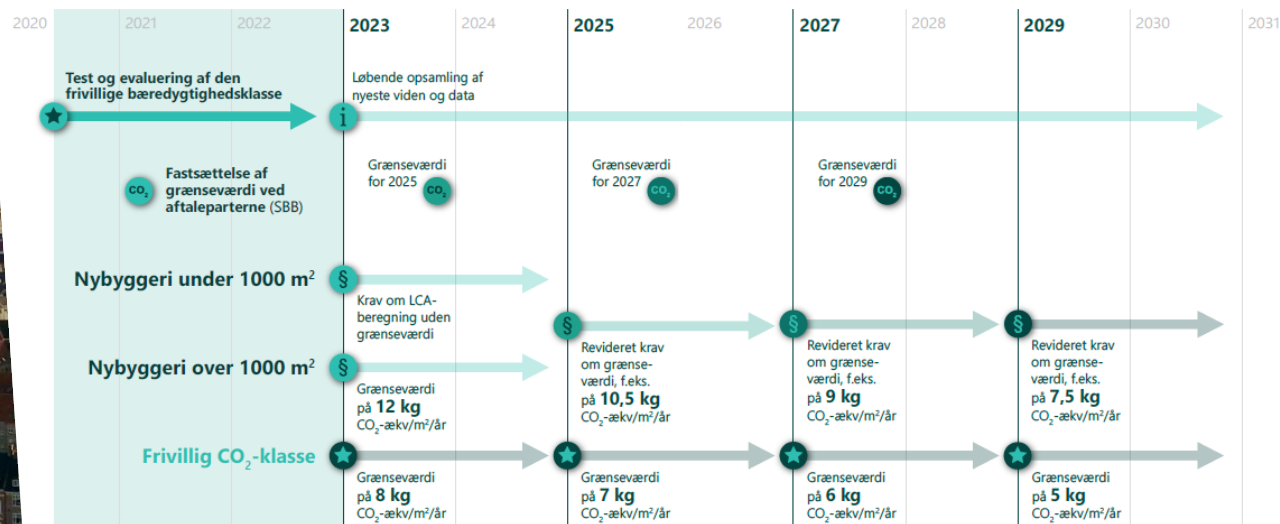 2020
2021
2022
2023
2024
2025
2026
2027
2028
2029
2030
2031
Test og evaluering af den
frivillige bæredygtighedsklasse
Løbende opsamling af
nyeste viden og data
i
CO₂
Fastsættelse af
grænseværdi ved
aftaleparterne (SBB)
Grænseværdi
for 2025
CO₂
Grænseværdi
for 2027
CO₂
Grænseværdi
for 2029
CO₂
Nybyggeri under 1000 m²
§
Krav om LCA-
beregning uden
grænseværdi
Nybyggeri over 1000 m²
§
Grænseværdi
på 12 kg
CO₂-ækv/m²/år
§
Revideret krav
om grænse-
værdi, f.eks.
på 10,5 kg
CO₂-ækv/m²/år
§
Revideret krav
om grænse-
værdi, f.eks.
på 9 kg
CO₂-ækv/m²/år
§
Revideret krav
om grænse-
værdi, f.eks.
på 7,5 kg
CO₂-ækv/m²/år
Frivillig CO₂-klasse
Grænseværdi
på 8 kg
CO₂-ækv/m²/år
Grænseværdi
på 7 kg
CO₂-ækv/m²/år
Grænseværdi
på 6 kg
CO₂-ækv/m²/år
Grænseværdi
på 5 kg
CO₂-ækv/m²/år